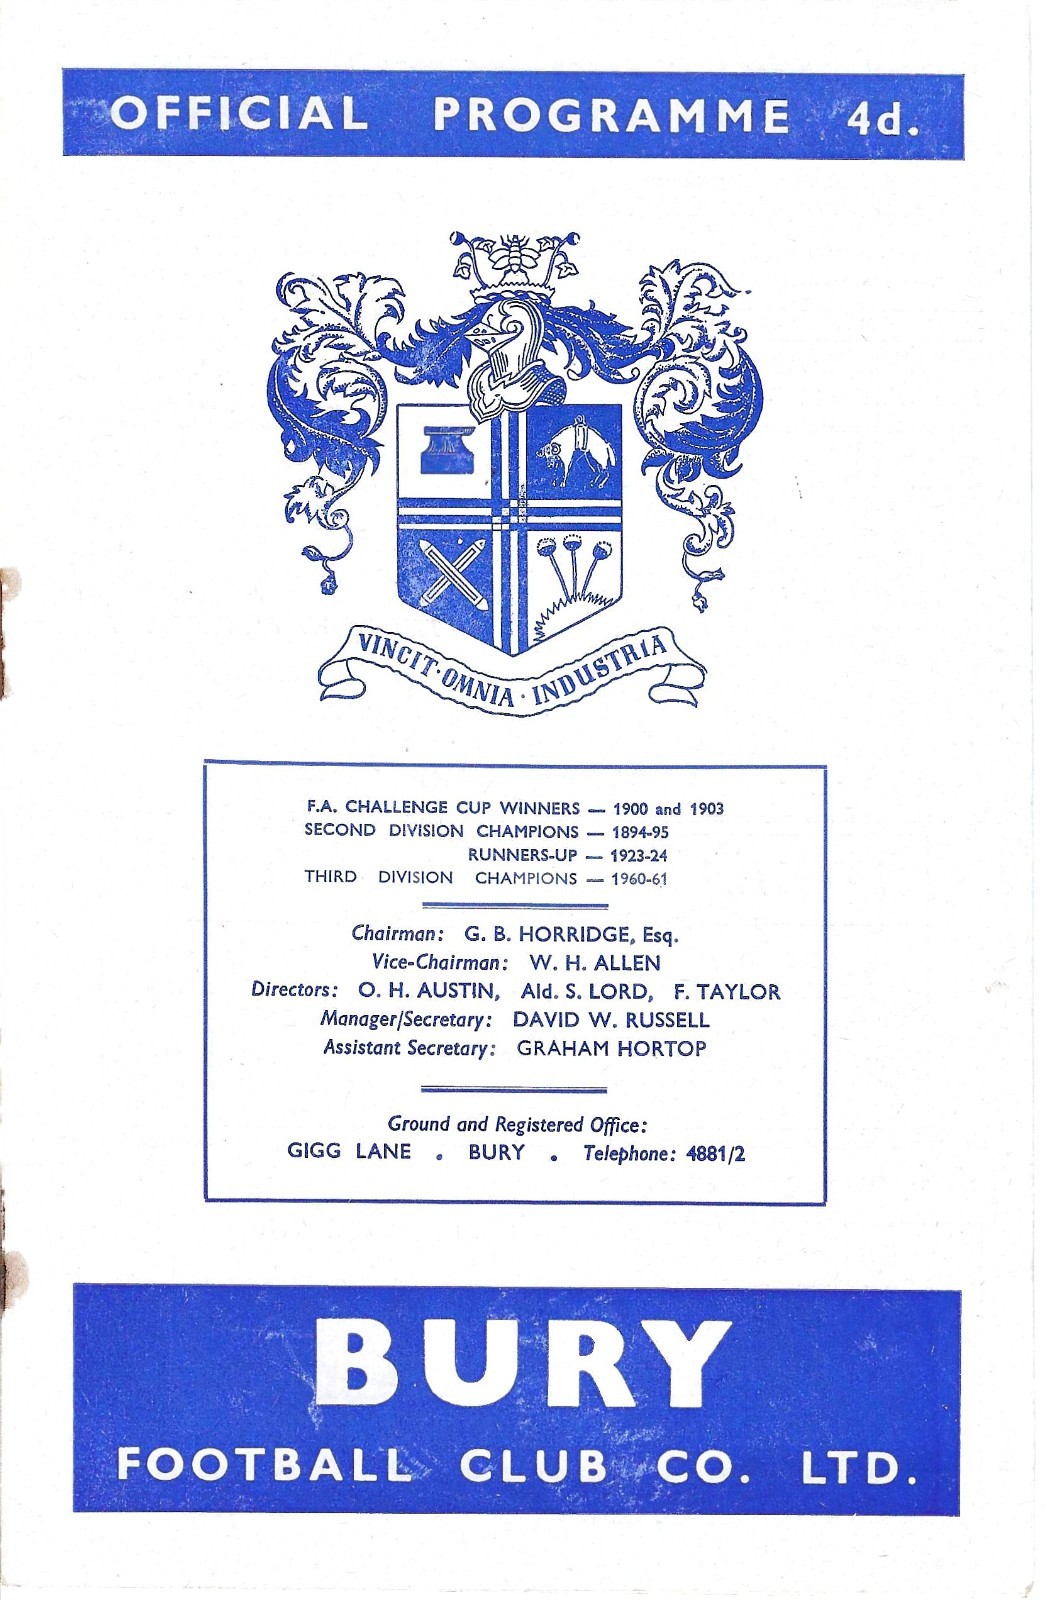 OFFICIAL PROGRAMME 4d.
VINCIT · OMNIA · INDUSTRIA
F.A. CHALLENGE CUP WINNERS — 1900 and 1903
SECOND DIVISION CHAMPIONS — 1894-95
RUNNERS-UP — 1923-24
THIRD DIVISION CHAMPIONS — 1960-61
Chairman: G. B. HORRIDGE, Esq.
Vice-Chairman: W. H. ALLEN
Directors: O. H. AUSTIN, Ald. S. LORD, F. TAYLOR
Manager/Secretary: DAVID W. RUSSELL
Assistant Secretary: GRAHAM HORTOP
Ground and Registered Office:
GIGG LANE . BURY . Telephone: 4881/2
BURY
FOOTBALL CLUB CO. LTD.